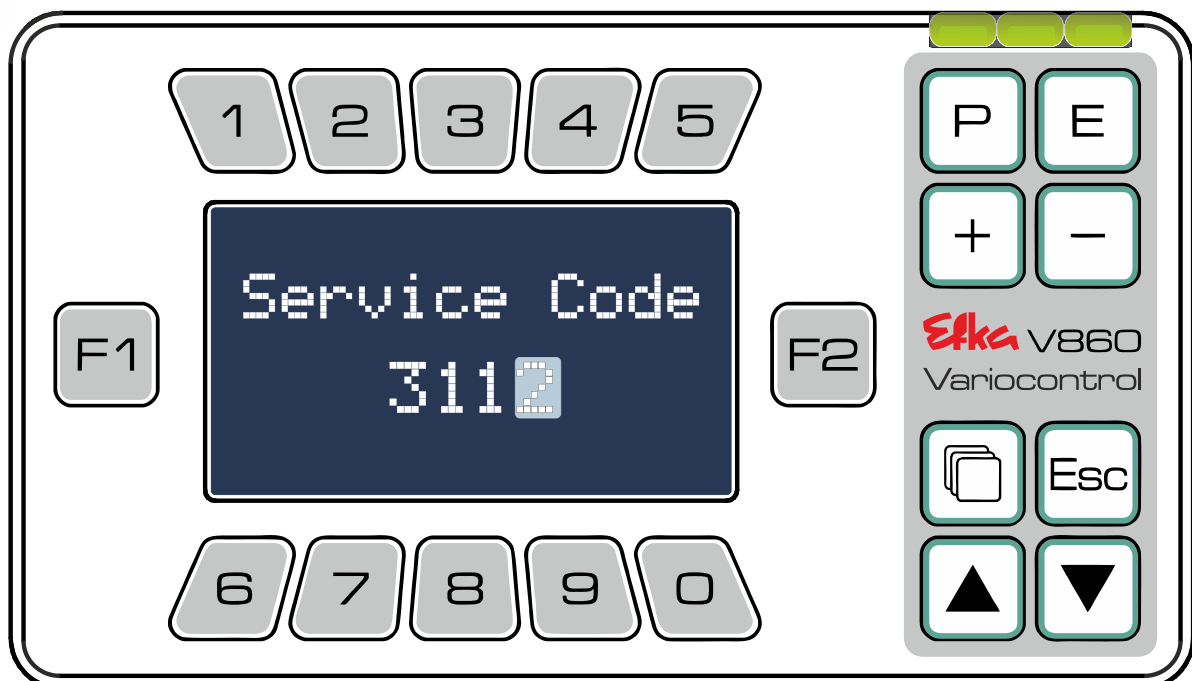 1 2 3 4 5
P E
+ −
Service Code
3112
F1
F2
Efka V860
Variocontrol
Esc
6 7 8 9 0